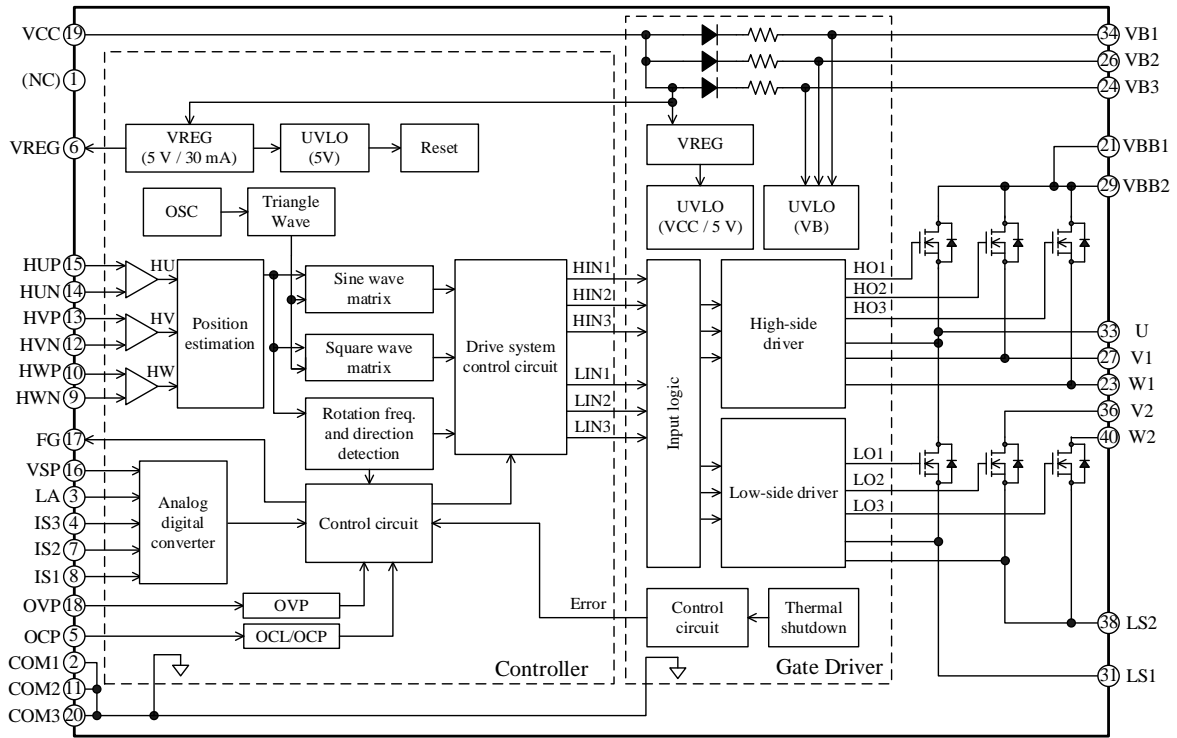 VCC 19
(NC) 1
VREG 6
HUP 15
HUN 14
HVP 13
HVN 12
HWP 10
HWN 9
FG 17
VSP 16
LA 3
IS3 4
IS2 7
IS1 8
OVP 18
OCP 5
COM1 2
COM2 11
COM3 20
VREG
(5 V / 30 mA)
UVLO
(5V)
Reset
OSC
Triangle
Wave
HU
HV
HW
Position
estimation
Sine wave
matrix
Square wave
matrix
Rotation freq.
and direction
detection
Drive system
control circuit
Analog
digital
converter
Control circuit
OVP
OCL/OCP
Controller
HIN1
HIN2
HIN3
LIN1
LIN2
LIN3
Error
VREG
UVLO
(VCC / 5 V)
UVLO
(VB)
Input logic
High-side
driver
Low-side driver
Control
circuit
Thermal
shutdown
Gate Driver
HO1
HO2
HO3
LO1
LO2
LO3
34 VB1
26 VB2
24 VB3
21 VBB1
29 VBB2
33 U
27 V1
23 W1
36 V2
40 W2
38 LS2
31 LS1